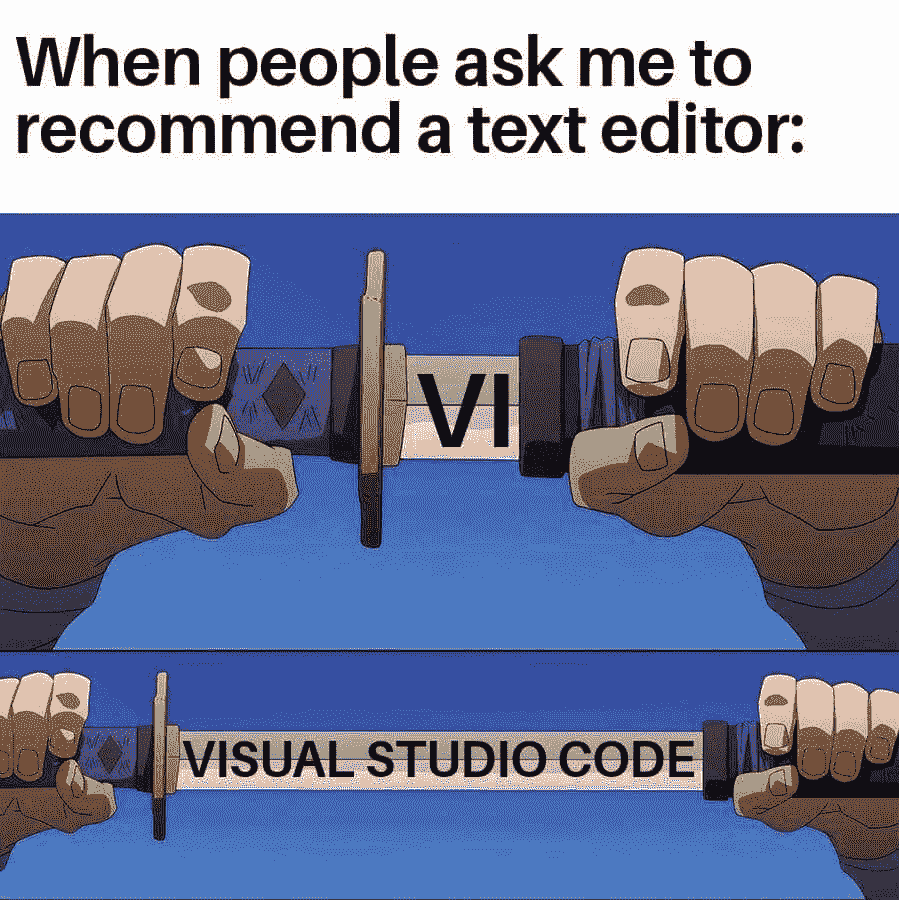 When people ask me to
recommend a text editor:
VI
VISUAL STUDIO CODE